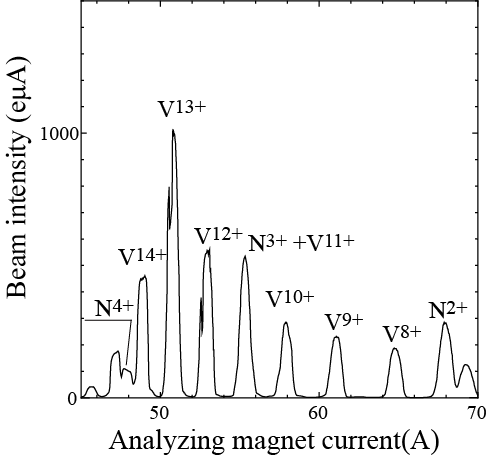 V13+
1000
V12+
N3+ +V11+
V14+
V10+
N4+
N2+
V9+
V8+
0
50
60
70
Analyzing magnet current(A)
Beam intensity (eμA)